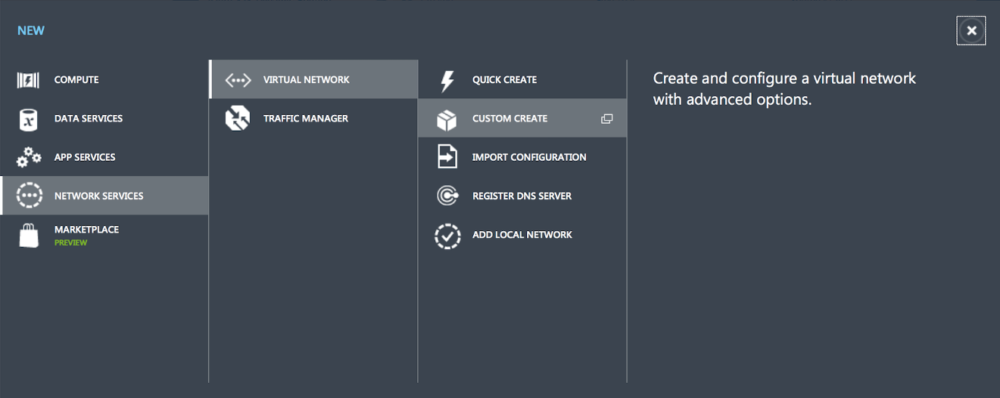 NEW
COMPUTE
DATA SERVICES
APP SERVICES
NETWORK SERVICES
MARKETPLACE
PREVIEW
VIRTUAL NETWORK
TRAFFIC MANAGER
QUICK CREATE
CUSTOM CREATE
IMPORT CONFIGURATION
REGISTER DNS SERVER
ADD LOCAL NETWORK
Create and configure a virtual network
with advanced options.